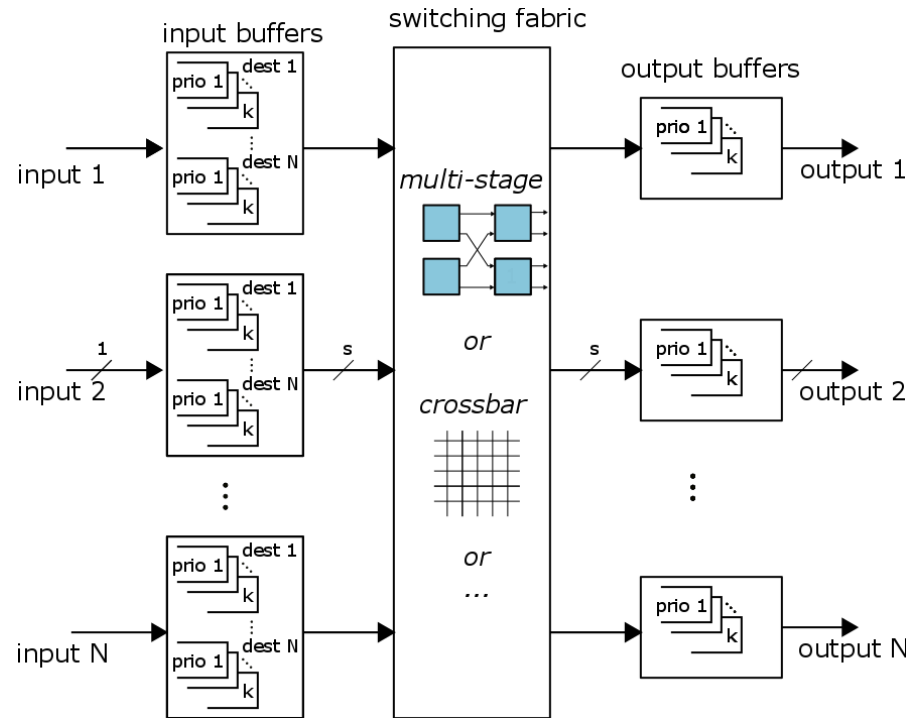 switching fabric
input buffers
output buffers
dest 1
prio 1
k
dest N
prio 1
k
input 1
multi-stage
prio 1
k
output 1
dest 1
prio 1
k
dest N
prio 1
k
1
input 2
s
or
s
prio 1
k
output 2
crossbar
dest 1
prio 1
k
dest N
prio 1
k
input N
or
...
prio 1
k
output N